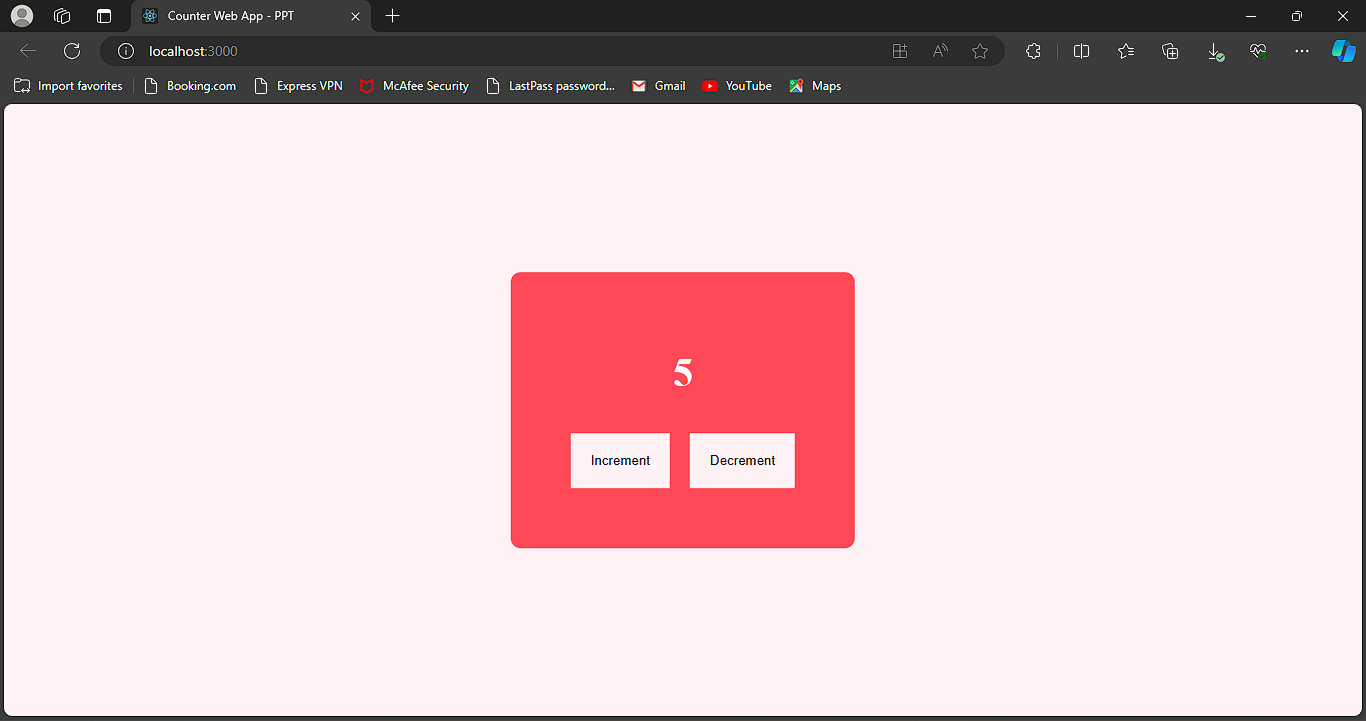 Counter Web App - PPT
localhost:3000
Import favorites Booking.com Express VPN McAfee Security LastPass password... Gmail YouTube Maps
5
Increment Decrement